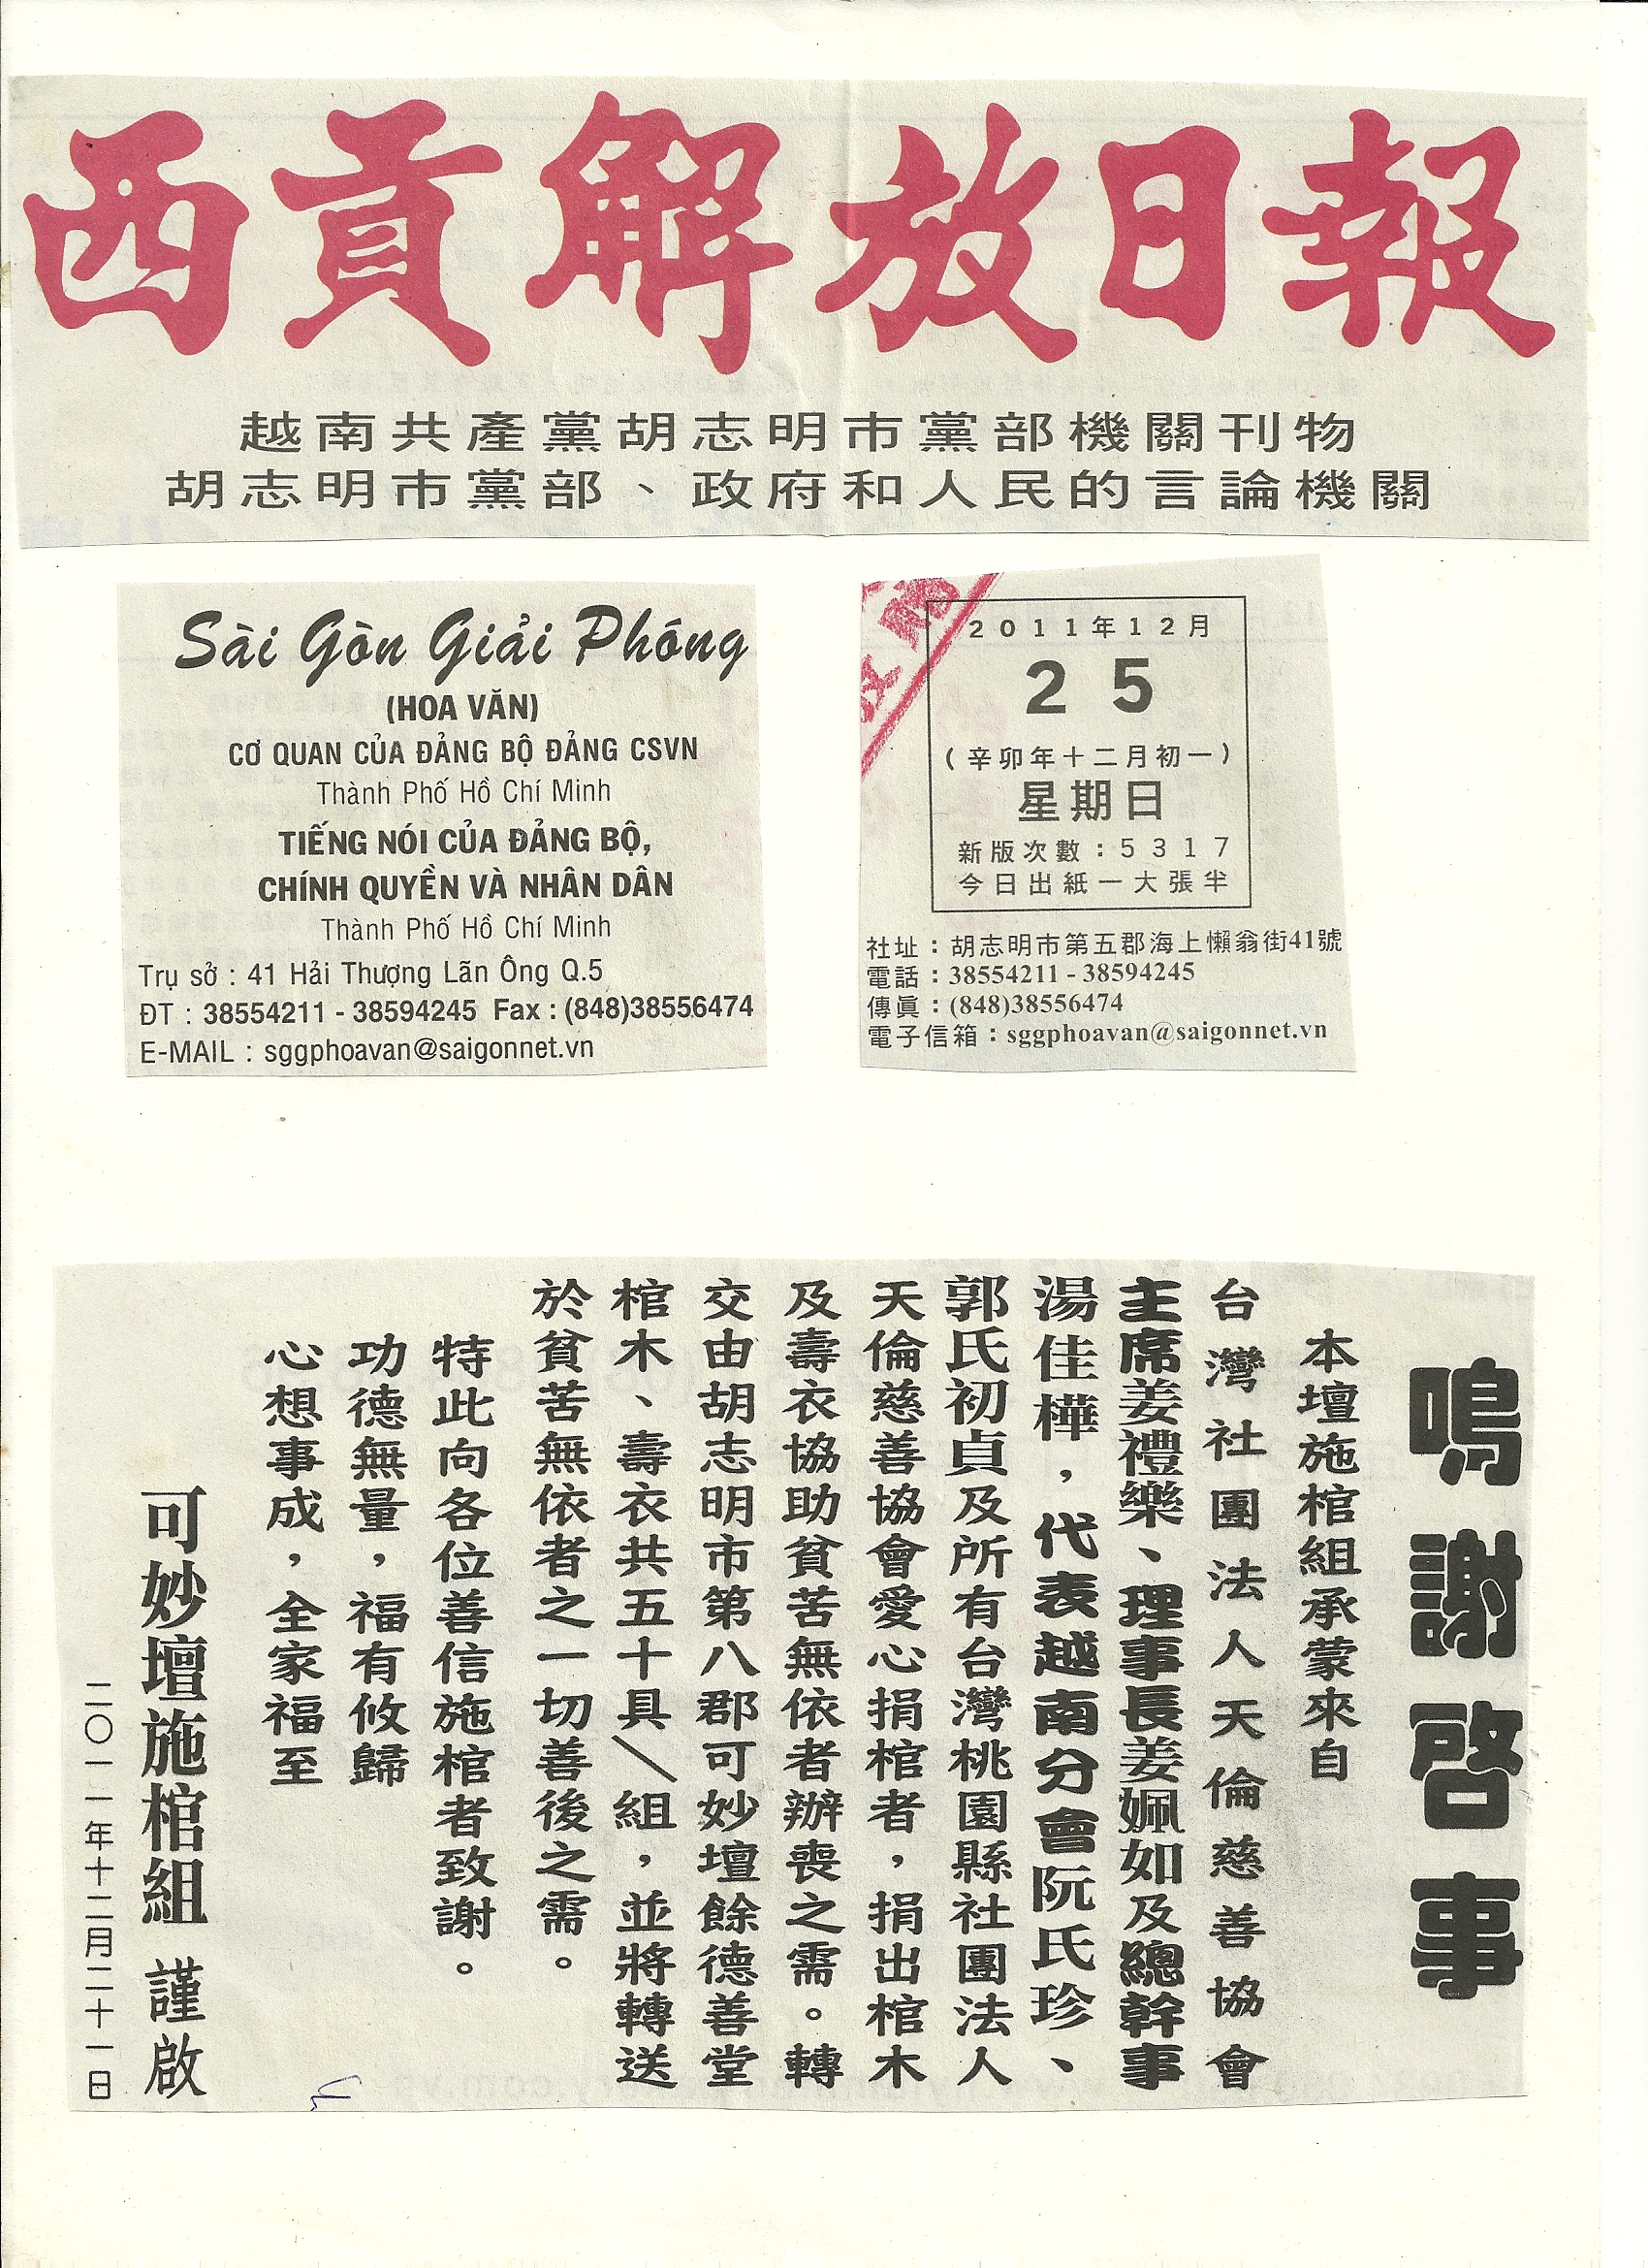 西貢解放日報
越南共產黨胡志明市黨部機關刊物
胡志明市黨部、政府和人民的言論機關
Sài Gòn Giải Phóng
(HOA VĂN)
CƠ QUAN CỦA ĐẢNG BỘ ĐẢNG CSVN
Thành Phố Hồ Chí Minh
TIẾNG NÓI CỦA ĐẢNG BỘ,
CHÍNH QUYỀN VÀ NHÂN DÂN
Thành Phố Hồ Chí Minh
Trụ sở : 41 Hải Thượng Lãn Ông Q.5
ĐT : 38554211 - 38594245 Fax : (848)38556474
E-MAIL : sggphoavan@saigonnet.vn
2011年12月
25
(辛卯年十二月初一)
星期日
新版次數：5317
今日出紙一大張半
社址：胡志明市第五郡海上懶翁街41號
電話：38554211 - 38594245
傳眞：(848)38556474
電子信箱：sggphoavan@saigonnet.vn
鳴謝啓事
本壇施棺組承蒙來自
台灣社團法人天倫慈善協會
主席姜禮樂、理事長姜姵如及總幹事
湯佳樺，代表越南分會阮氏珍、
郭氏初貞及所有台灣桃園縣社團法人
天倫慈善協會愛心捐棺者，捐出棺木
及壽衣協助貧苦無依者辦喪之需。轉
交由胡志明市第八郡可妙壇餘德善堂
棺木、壽衣共五十具／組，並將轉送
於貧苦無依者之一切善後之需。
特此向各位善信施棺者致謝。
功德無量，福有攸歸
心想事成，全家福至
可妙壇施棺組 謹啟
二〇一一年十二月二十一日